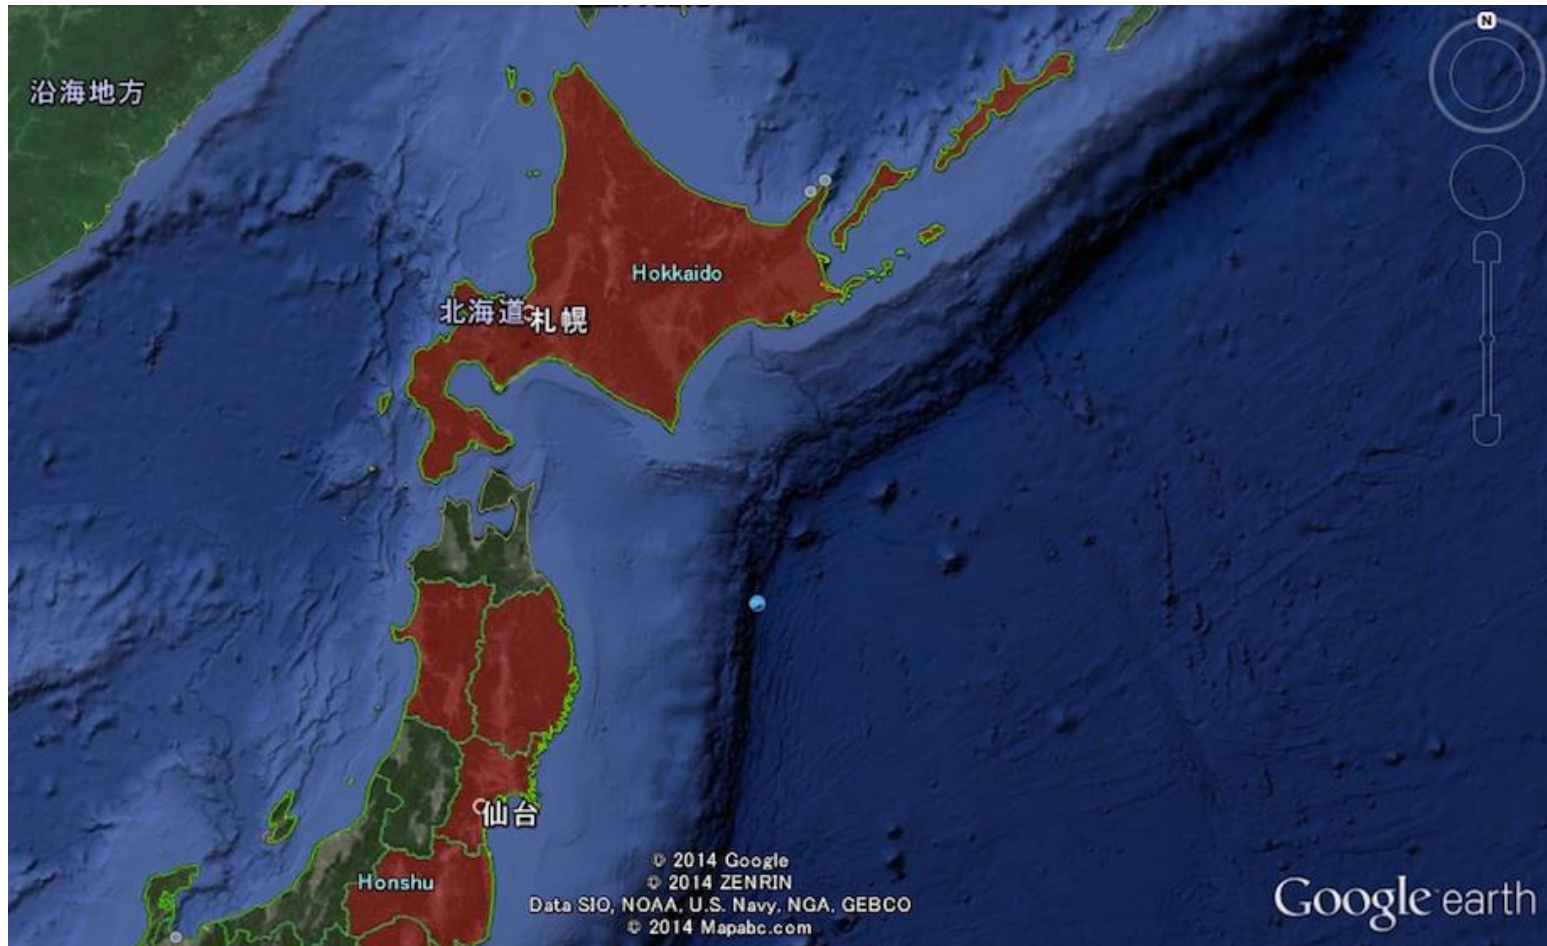 N
沿海地方
Hokkaido
北海道
札幌
仙台
Honshu
© 2014 Google
© 2014 ZENRIN
Data SIO, NOAA, U.S. Navy, NGA, GEBCO
© 2014 Mapabc.com
Google earth